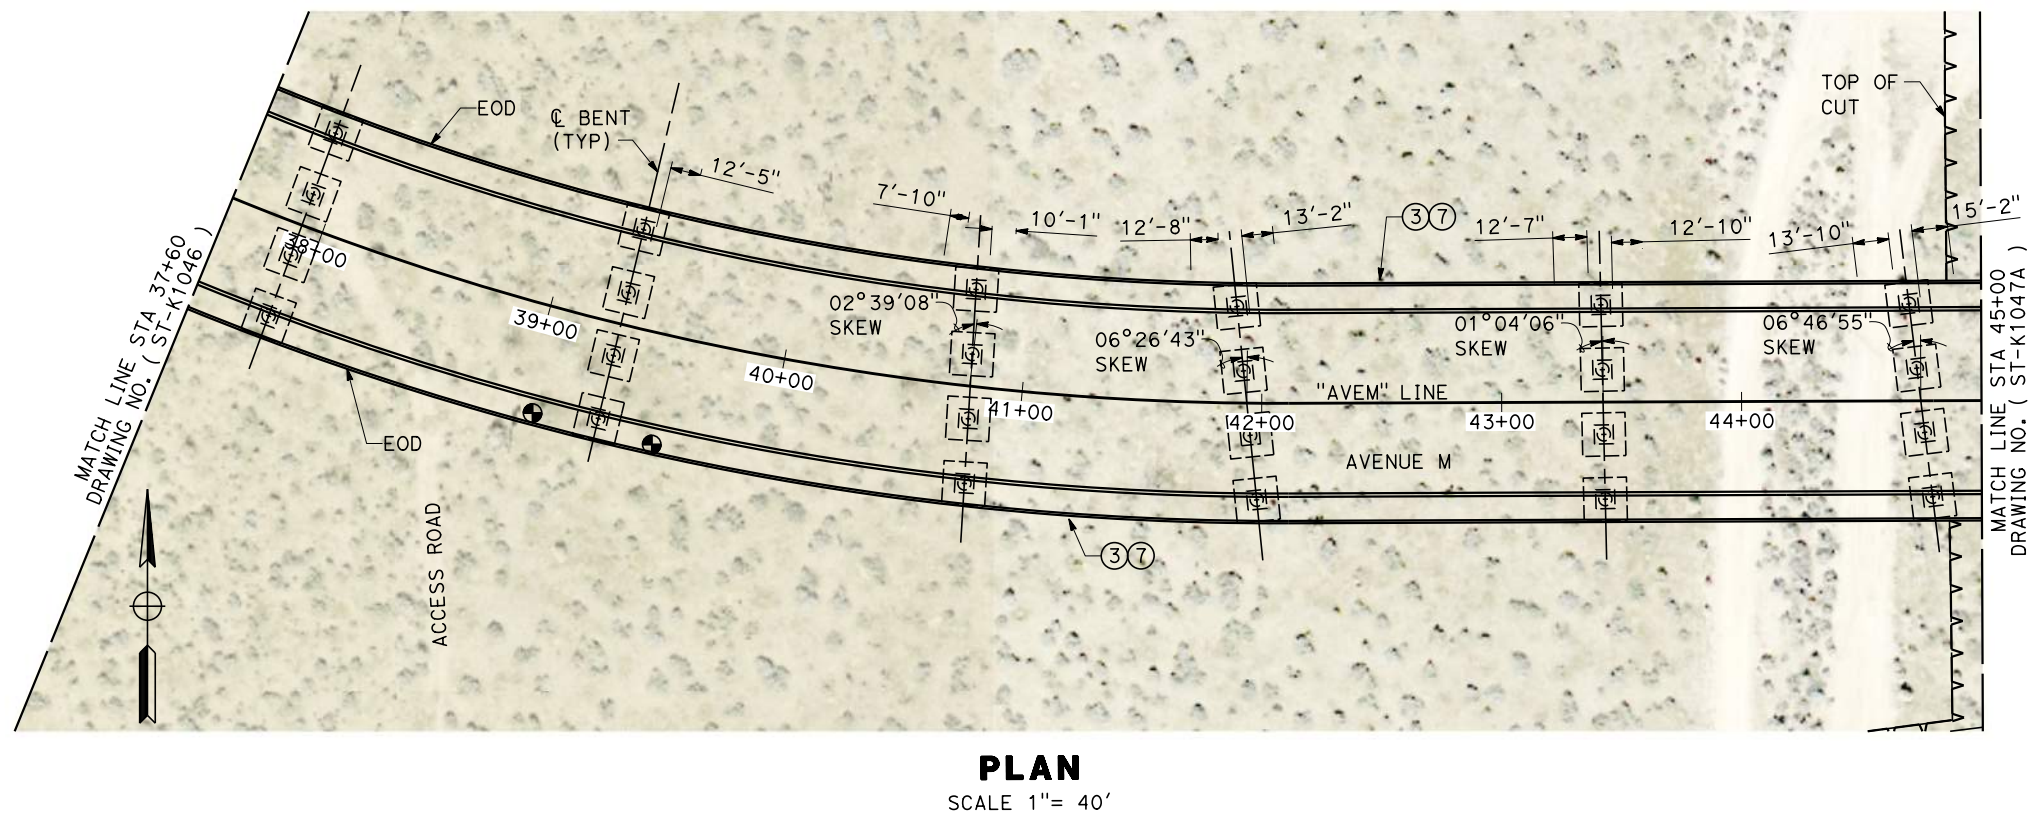 TOP OF
CUT
EOD
℄ BENT
(TYP)
12'-5"
7'-10"
10'-1"
12'-8"
13'-2"
3 7
12'-7"
12'-10"
13'-10"
15'-2"
38+00
39+00
40+00
41+00
42+00
43+00
44+00
02°39'08"
SKEW
06°26'43"
SKEW
01°04'06"
SKEW
06°46'55"
SKEW
"AVEM" LINE
AVENUE M
EOD
3 7
ACCESS ROAD
MATCH LINE STA 37+60
DRAWING NO. ( ST-K1046 )
MATCH LINE STA 45+00
DRAWING NO. ( ST-K1047A )
PLAN
SCALE 1"= 40'